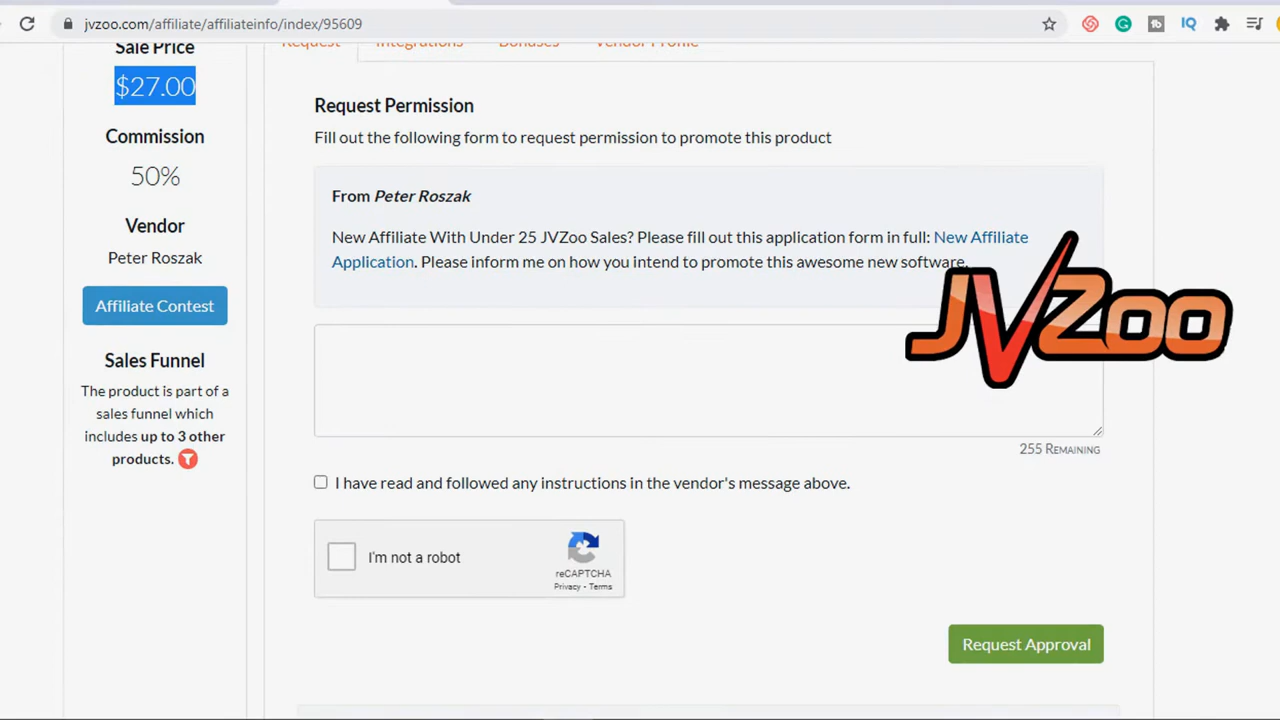 jvzoo.com/affiliate/affiliateinfo/index/95609
Sale Price
$27.00
Commission
50%
Vendor
Peter Roszak
Affiliate Contest
Sales Funnel
The product is part of a
sales funnel which
includes up to 3 other
products.
Request Integrations Bonuses Vendor Profile
Request Permission
Fill out the following form to request permission to promote this product
From Peter Roszak
New Affiliate With Under 25 JVZoo Sales? Please fill out this application form in full: New Affiliate
Application. Please inform me on how you intend to promote this awesome new software.
JVZoo
255 REMAINING
I have read and followed any instructions in the vendor's message above.
I'm not a robot
reCAPTCHA
Privacy - Terms
Request Approval